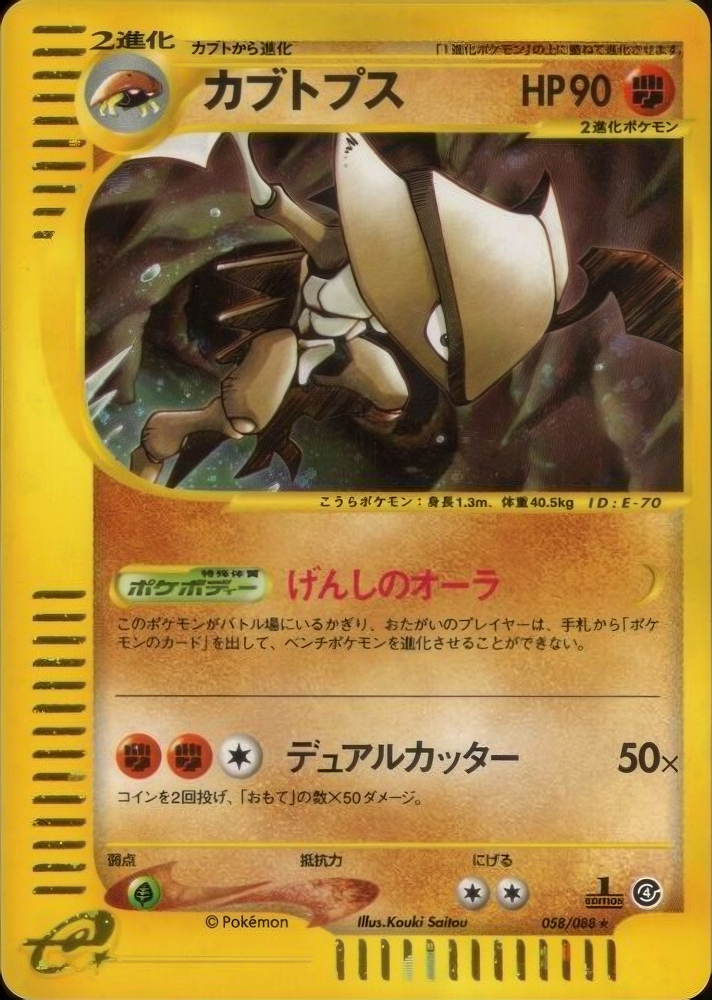 2進化 カブトから進化 「1進化ポケモン」の上に重ねて進化させます。
カブトプス HP90
2進化ポケモン
こうらポケモン:身長1.3m、体重40.5kg ID:E-70
特殊体質
ポケボディー げんしのオーラ
このポケモンがバトル場にいるかぎり、おたがいのプレイヤーは、手札から「ポケ
モンのカード」を出して、ベンチポケモンを進化させることができない。
デュアルカッター 50×
コインを2回投げ、「おもて」の数×50ダメージ。
弱点 抵抗力 にげる
1 EDITION 4
© Pokémon Illus.Kouki Saitou 058/088★